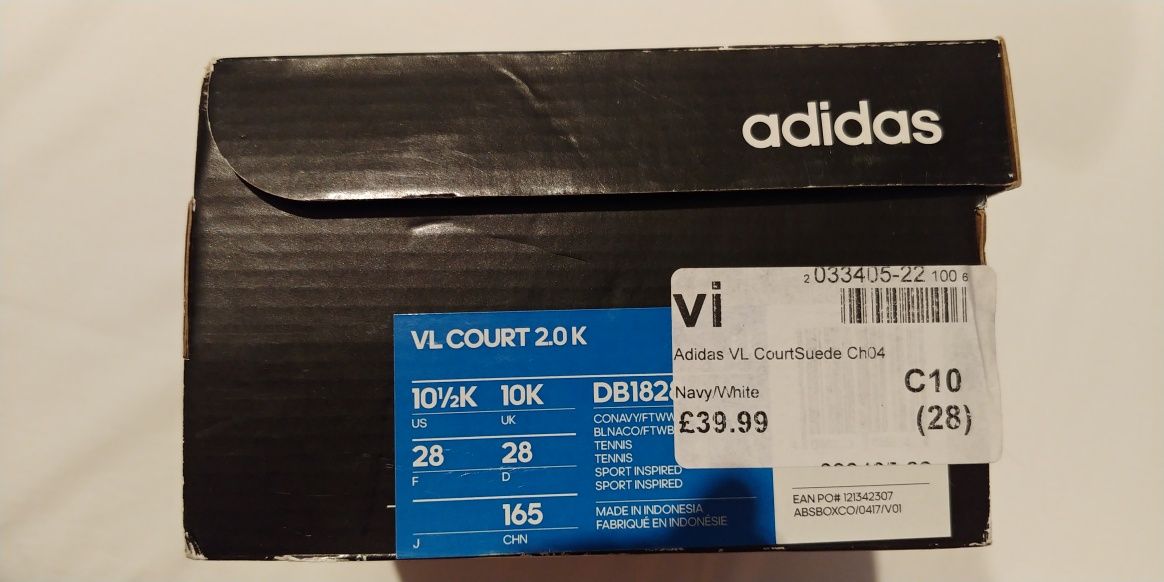 adidas
2 033405-22 100 6
vi
Adidas VL CourtSuede Ch04
Navy/White
C10
£39.99
(28)
VL COURT 2.0 K
10½K 10K
US UK
28 28
F D
165
J CHN
CONAVY/FTWW
BLNACO/FTWB
TENNIS
TENNIS
SPORT INSPIRED
SPORT INSPIRED
MADE IN INDONESIA
FABRIQUÉ EN INDONÉSIE
EAN PO# 121342307
ABSBOXCO/0417/V01